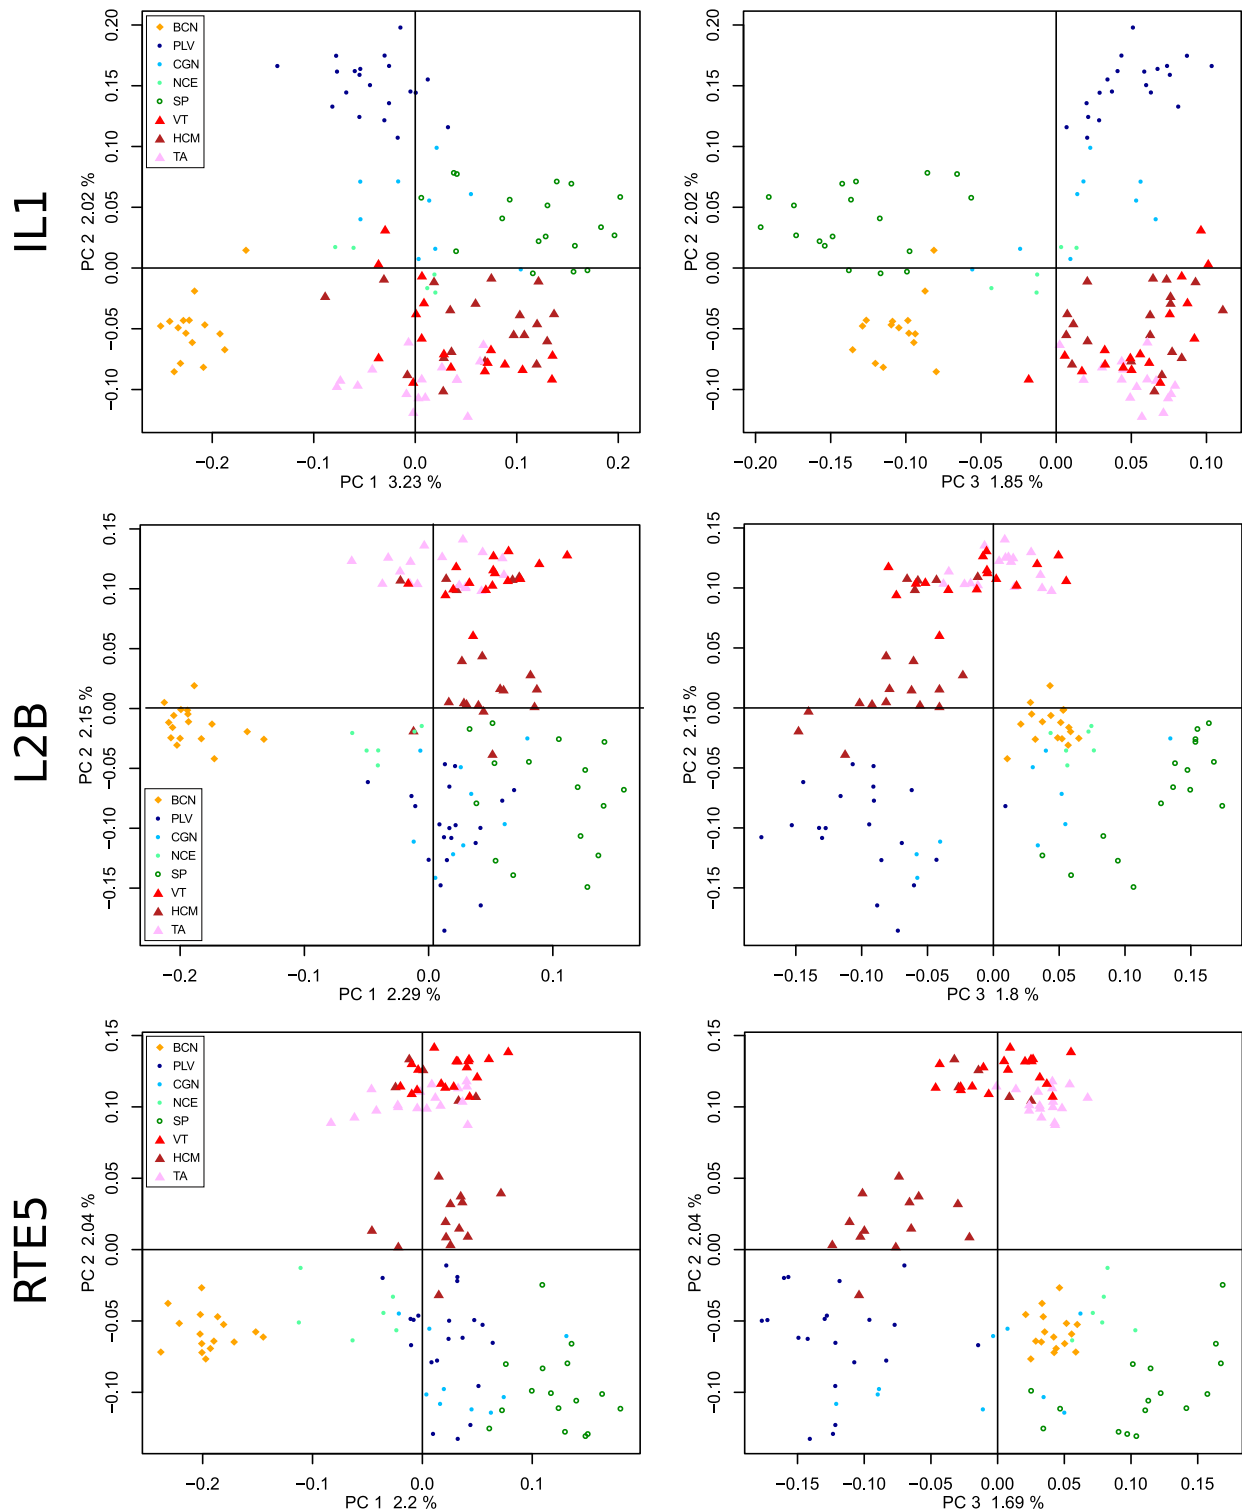 IL1
PC 2 2.02 %
0.20
0.15
0.10
0.05
0.00
−0.05
−0.10
BCN
PLV
CGN
NCE
SP
VT
HCM
TA
−0.2 −0.1 0.0 0.1 0.2
PC 1 3.23 %
PC 2 2.02 %
0.20
0.15
0.10
0.05
0.00
−0.05
−0.10
−0.20 −0.15 −0.10 −0.05 0.00 0.05 0.10
PC 3 1.85 %
L2B
PC 2 2.15 %
0.15
0.10
0.05
0.00
−0.05
−0.10
−0.15
BCN
PLV
CGN
NCE
SP
VT
HCM
TA
−0.2 −0.1 0.0 0.1
PC 1 2.29 %
PC 2 2.15 %
0.15
0.10
0.05
0.00
−0.05
−0.10
−0.15
−0.15 −0.10 −0.05 0.00 0.05 0.10 0.15
PC 3 1.8 %
RTE5
PC 2 2.04 %
0.15
0.10
0.05
0.00
−0.05
−0.10
BCN
PLV
CGN
NCE
SP
VT
HCM
TA
−0.2 −0.1 0.0 0.1
PC 1 2.2 %
PC 2 2.04 %
0.15
0.10
0.05
0.00
−0.05
−0.10
−0.15 −0.10 −0.05 0.00 0.05 0.10 0.15
PC 3 1.69 %